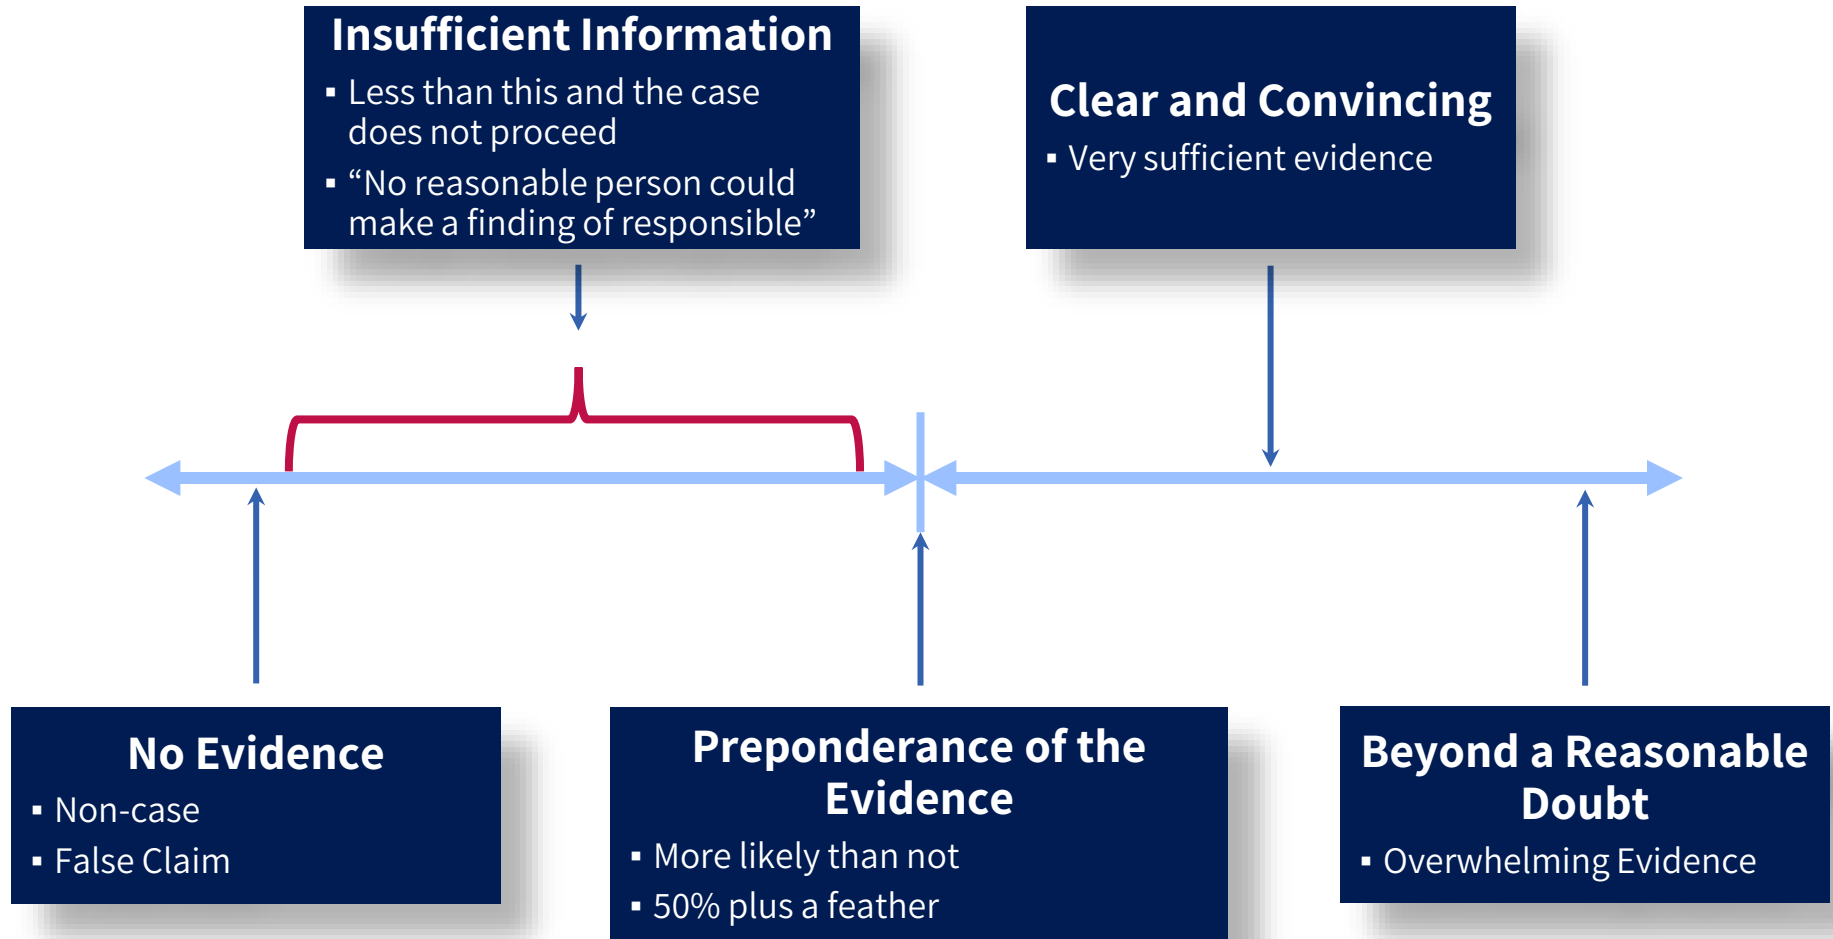 Insufficient Information
▪ Less than this and the case
does not proceed
▪ “No reasonable person could
make a finding of responsible”
Clear and Convincing
▪ Very sufficient evidence
No Evidence
▪ Non-case
▪ False Claim
Preponderance of the
Evidence
▪ More likely than not
▪ 50% plus a feather
Beyond a Reasonable
Doubt
▪ Overwhelming Evidence